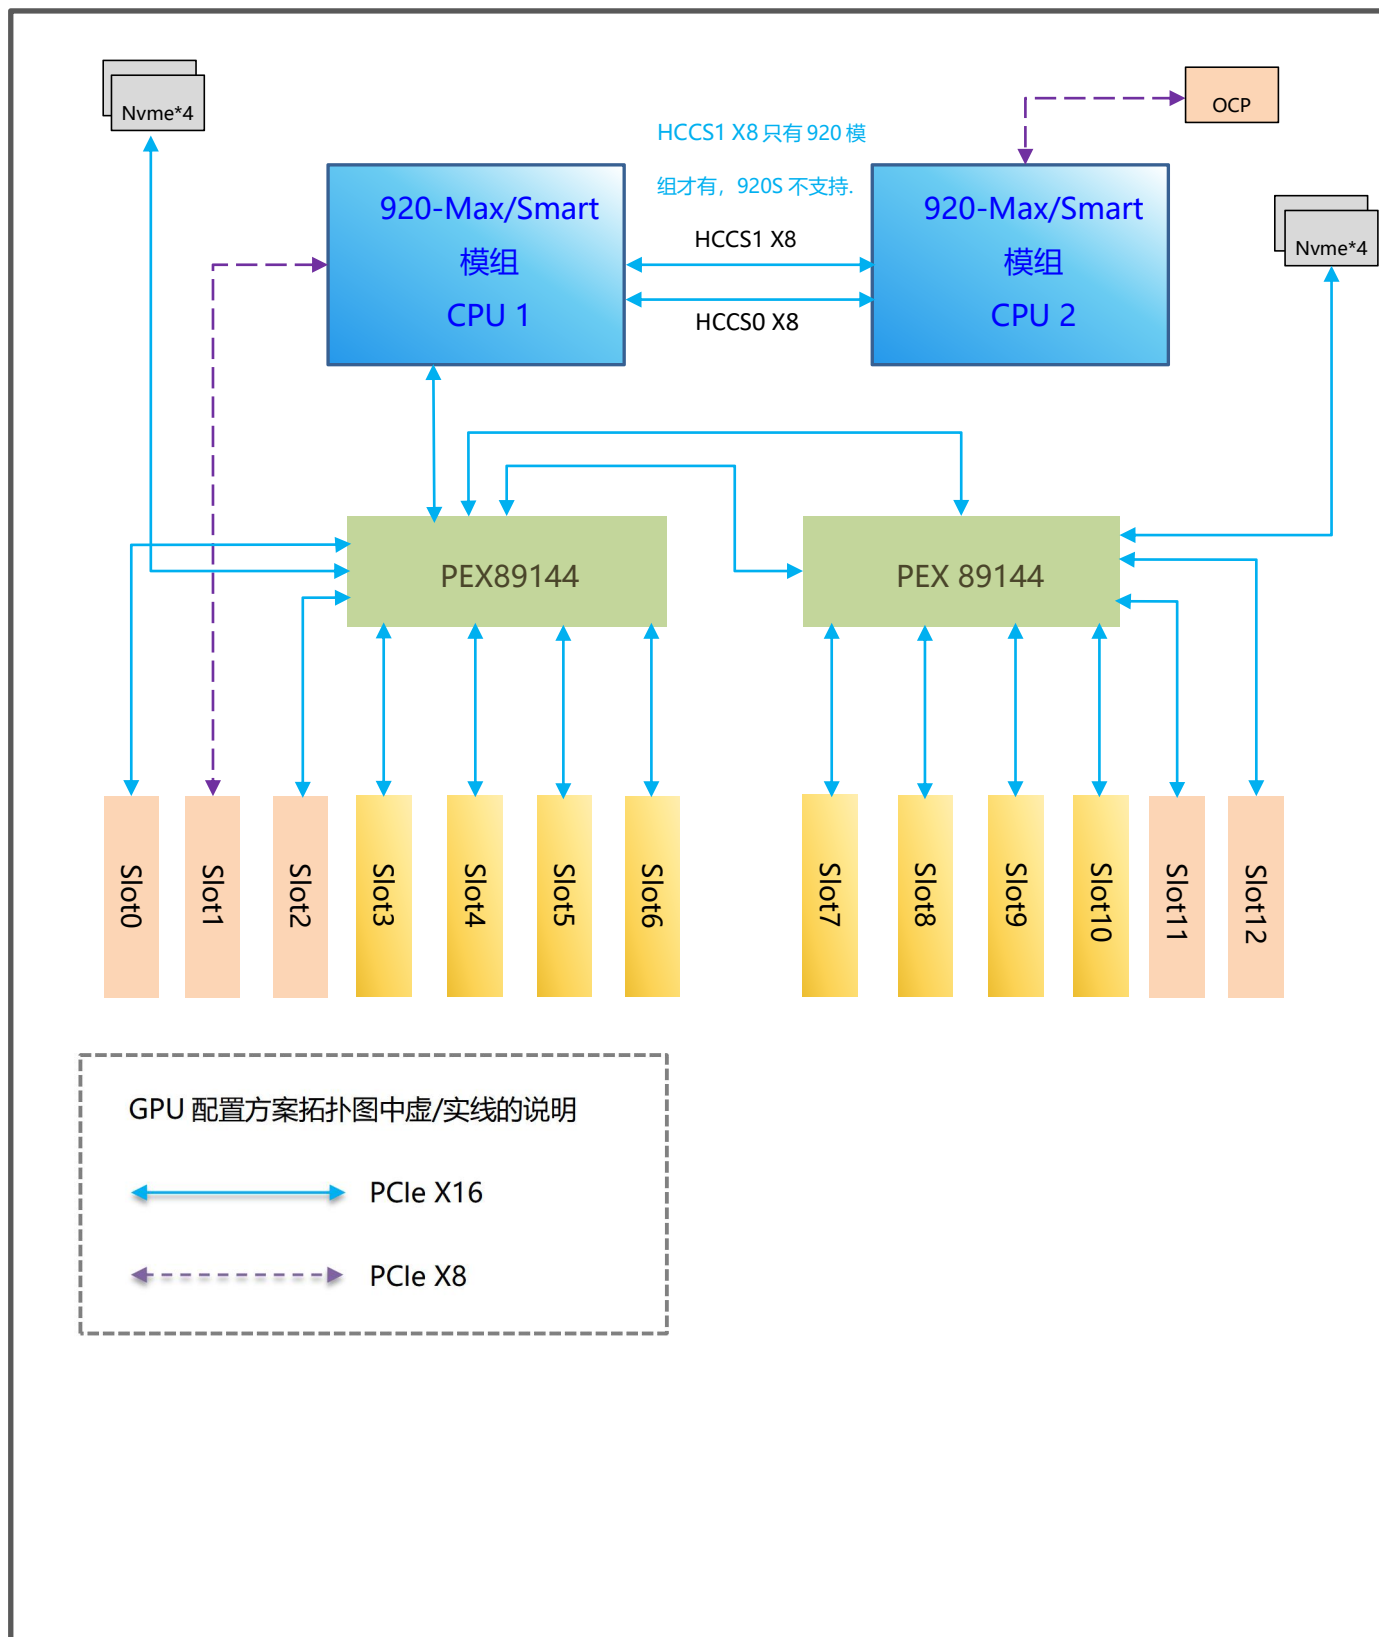 Nvme*4
OCP
HCCS1 X8 只有 920 模
组才有，920S 不支持.
920-Max/Smart
模组
CPU 1
HCCS1 X8
HCCS0 X8
920-Max/Smart
模组
CPU 2
Nvme*4
PEX89144
PEX 89144
Slot0
Slot1
Slot2
Slot3
Slot4
Slot5
Slot6
Slot7
Slot8
Slot9
Slot10
Slot11
Slot12
GPU 配置方案拓扑图中虚/实线的说明
PCIe X16
PCIe X8